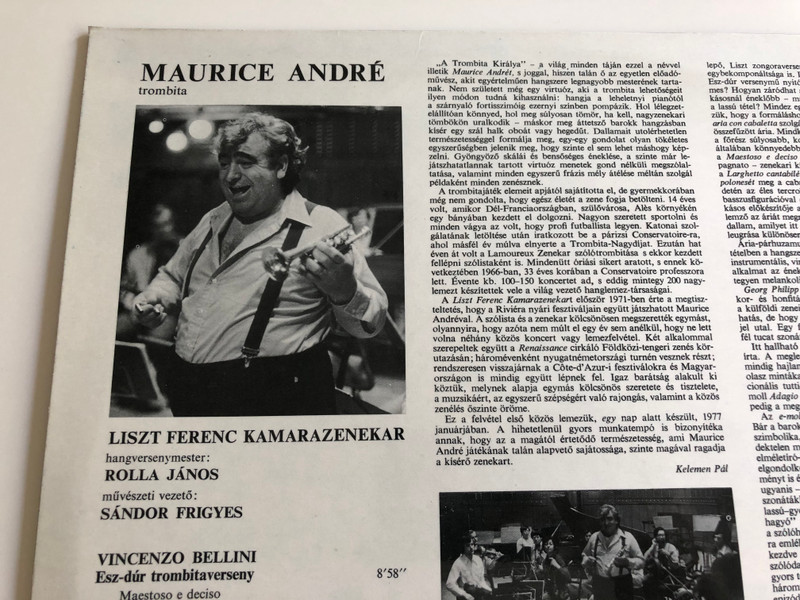 MAURICE ANDRÉ
trombita
LISZT FERENC KAMARAZENEKAR
hangversenymester:
ROLLA JÁNOS
művészeti vezető:
SÁNDOR FRIGYES
VINCENZO BELLINI
Esz-dúr trombitaverseny 8’58’’
Maestoso e deciso
„A Trombita Királya” – a világ minden táján ezzel a névvel
illetik Maurice Andrét, s joggal, hiszen talán ő az egyetlen előadó-
művész, akit egyértelműen hangszere legnagyobb mesterének tarta-
nak. Nem született még egy virtuóz, aki a trombita lehetőségeit
ilyen módon tudná kihasználni: hangja a leheletnyi pianótól
a szárnyaló fortisszimóig ezernyi színben pompázik. Hol lélegzet-
elállítóan könnyed, hol meg súlyosan tömör, ha kell, nagyzenekari
tömbökön uralkodik – máskor meg áttetsző barokk hangzásban
kísér egy szál halk oboát vagy hegedűt. Dallamait utolérhetetlen
természetességgel formálja meg, egy-egy gondolat olyan tökéletes
egyszerűségben jelenik meg, hogy szinte el sem lehet máshogy kép-
zelni. Gyöngyöző skálái és bensőséges éneklése, a szinte már le-
játszhatatlannak tartott virtuóz menetek gond nélküli megszólal-
tatása, valamint minden egyszerű frázis mély átélése méltán szolgál
például minden zenésznek.
A trombitajáték elemeit apjától sajátította el, de gyermekkorában
még nem gondolta, hogy egész életét a zene fogja betölteni. 14 éves
volt, amikor Dél-Franciaországban, szülővárosa, Alès környékén
egy bányában kezdett el dolgozni. Nagyon szeretett sportolni és
minden vágya az volt, hogy profi futballista legyen. Katonai szol-
gálatának letöltése után iratkozott be a párizsi Conservatoire-ra,
ahol másfél év múlva elnyerte a Trombita-Nagydíjat. Ezután hat
éven át volt a Lamoureux Zenekar szólótrombitása s ekkor kezdett
fellépni szólistaként is. Mindenütt óriási sikert aratott, s ennek kö-
vetkeztében 1966-ban, 33 éves korában a Conservatoire professzora
lett. Évente kb. 100–150 koncertet ad, s eddig mintegy 200 nagy-
lemezt készítettek vele a világ vezető hanglemez-társaságai.
A Liszt Ferenc Kamarazenekart először 1971-ben érte a megtisz-
teltetés, hogy a Riviéra nyári fesztiváljain együtt játszhatott Maurice
Andréval. A szólista és a zenekar kölcsönösen megszerették egymást,
olyannyira, hogy azóta nem múlt el egy év sem anélkül, hogy ne lett
volna néhány közös koncert vagy lemezfelvétel. Két alkalommal
szerepeltek együtt a Renaissance cirkáló Földközi-tengeri zenés kör-
utazásán; háromévenként nyugatnémetországi turnén vesznek részt;
rendszeresen visszajárnak a Côte-d’Azur-i fesztiválokra és Magyar-
országon is mindig együtt lépnek fel. Igaz barátság alakult ki
köztük, melynek alapja egymás kölcsönös szeretete és tisztelete,
a muzsikáért, az egyszerű szépségért való rajongás, valamint a közös
zenélés őszinte öröme.
Ez a felvétel első közös lemezük, egy nap alatt készült, 1977
januárjában. A hihetetlenül gyors munkatempó is bizonyítéka
annak, hogy az a magától értetődő természetesség, ami Maurice
André játékának talán alapvető sajátossága, szinte magával ragadja
a kísérő zenekart.
Kelemen Pál